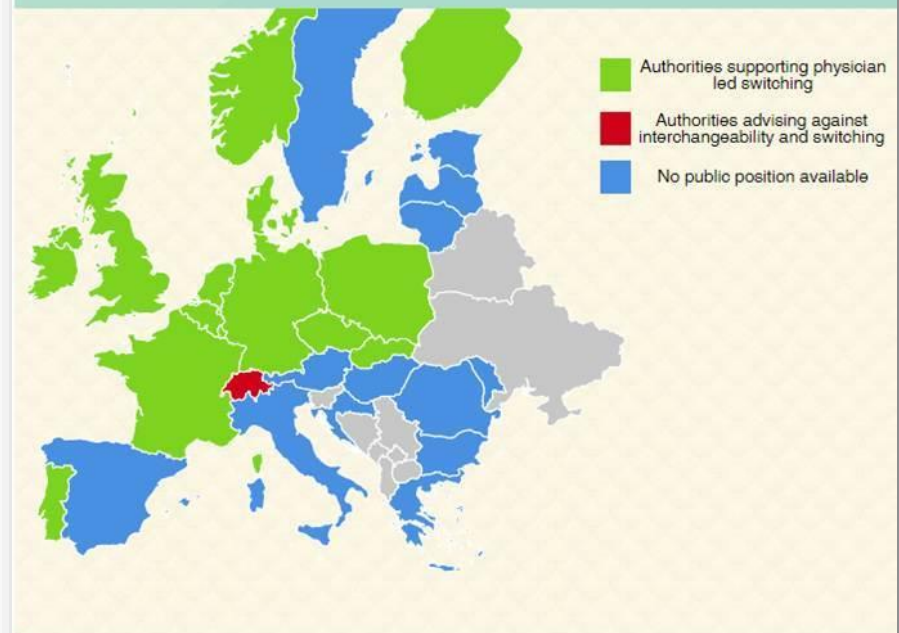 Authorities supporting physician
led switching
Authorities advising against
interchangeability and switching
No public position available